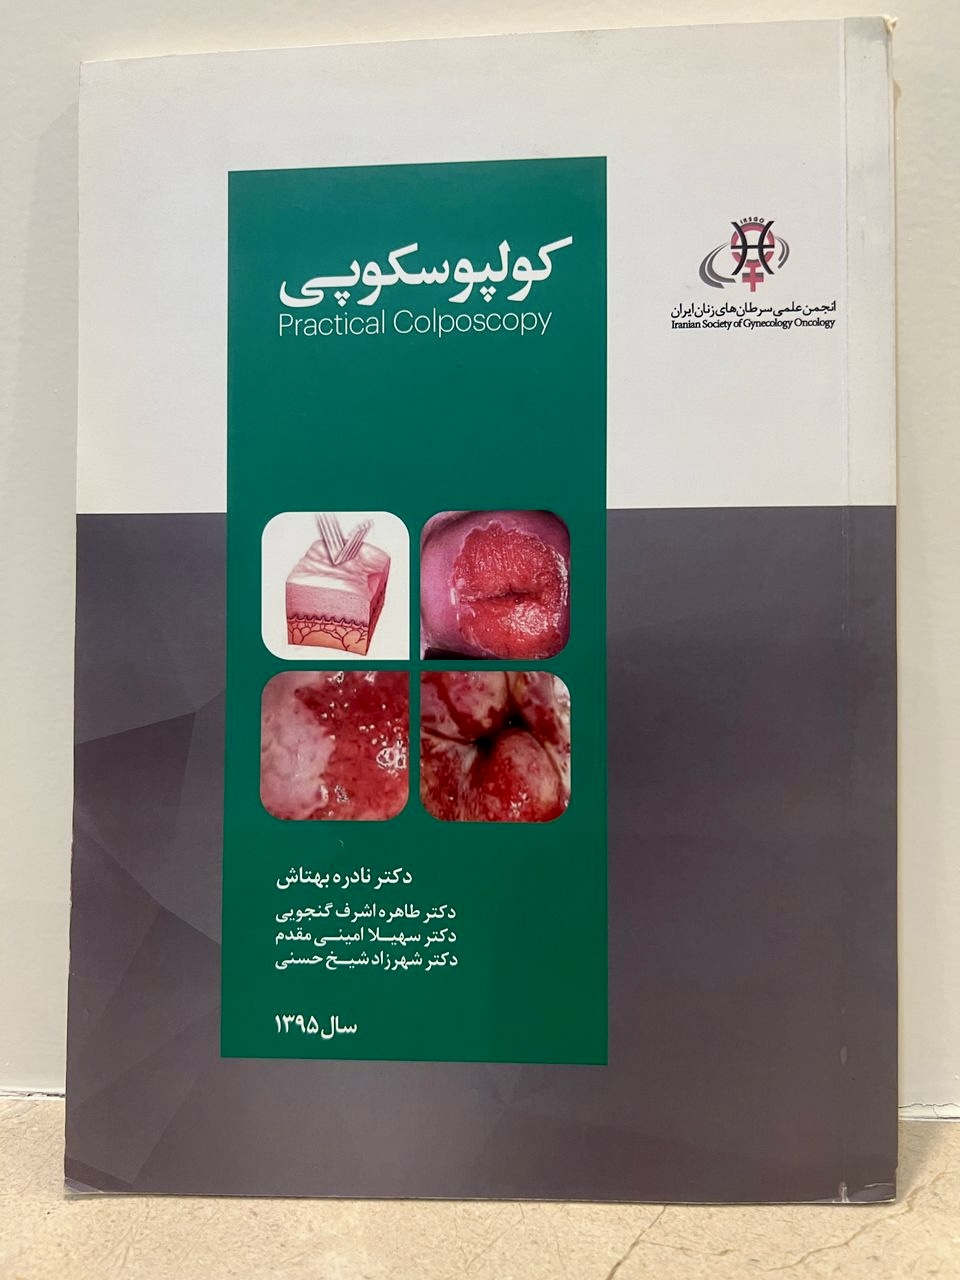 کولپوسکوپی
Practical Colposcopy
IRSGO
انجمن علمی سرطان‌های زنان ایران
Iranian Society of Gynecology Oncology
دکتر نادره بهتاش
دکتر طاهره اشرف گنجویی
دکتر سهیلا امینی مقدم
دکتر شهرزاد شیخ حسنی
سال ۱۳۹۵